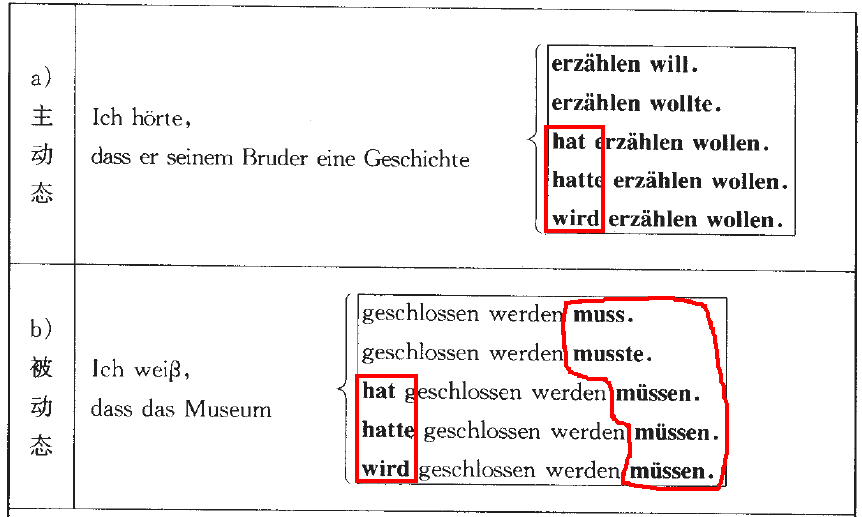 a)
主
动
态
Ich hörte,
dass er seinem Bruder eine Geschichte
erzählen will.
erzählen wollte.
hat erzählen wollen.
hatte erzählen wollen.
wird erzählen wollen.
b)
被
动
态
Ich weiβ,
dass das Museum
geschlossen werden muss.
geschlossen werden musste.
hat geschlossen werden müssen.
hatte geschlossen werden müssen.
wird geschlossen werden müssen.